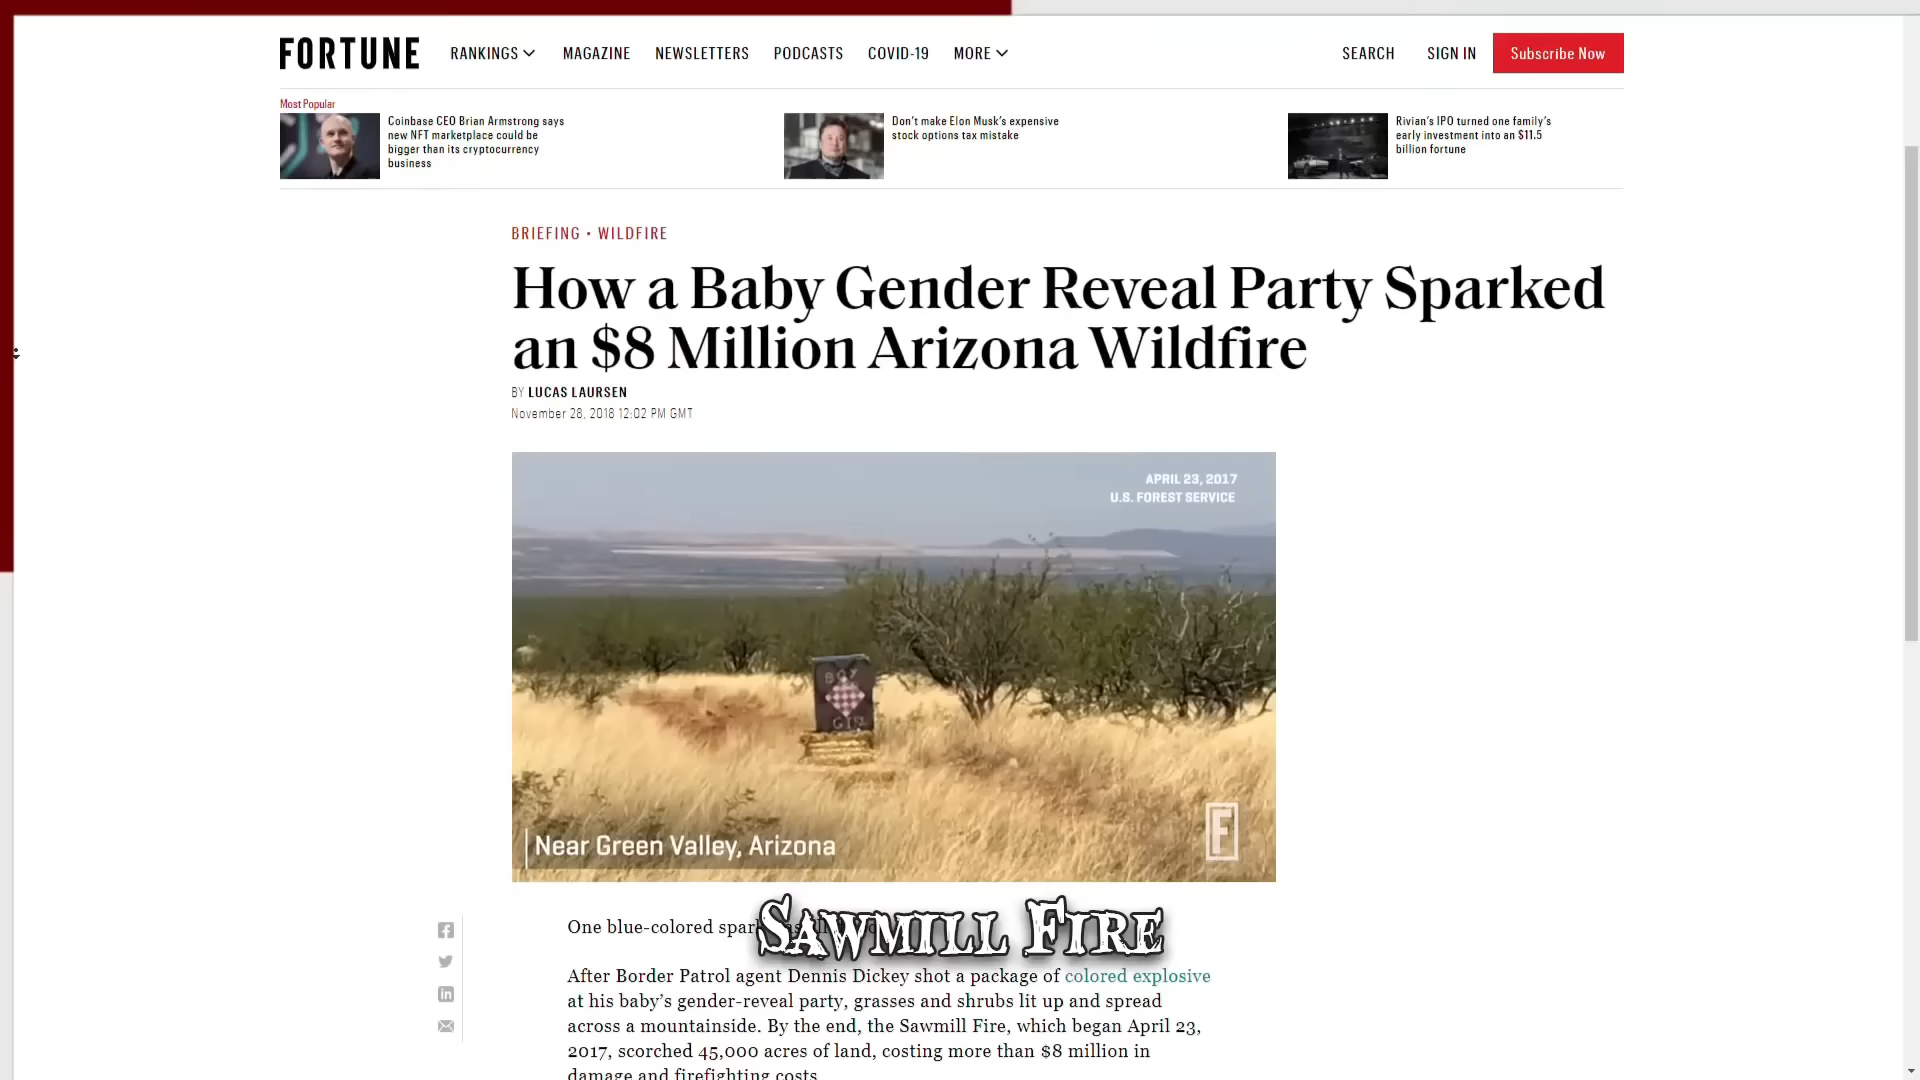 FORTUNE RANKINGS MAGAZINE NEWSLETTERS PODCASTS COVID-19 MORE SEARCH SIGN IN Subscribe Now
Most Popular
Coinbase CEO Brian Armstrong says
new NFT marketplace could be
bigger than its cryptocurrency
business
Don't make Elon Musk's expensive
stock options tax mistake
Rivian's IPO turned one family's
early investment into an $11.5
billion fortune
BRIEFING • WILDFIRE
How a Baby Gender Reveal Party Sparked
an $8 Million Arizona Wildfire
BY LUCAS LAURSEN
November 28, 2018 12:02 PM GMT
APRIL 23, 2017
U.S. FOREST SERVICE
BOY
Near Green Valley, Arizona
F
One blue-colored
SAWMILL FIRE
After Border Patrol agent Dennis Dickey shot a package of colored explosive
at his baby's gender-reveal party, grasses and shrubs lit up and spread
across a mountainside. By the end, the Sawmill Fire, which began April 23,
2017, scorched 45,000 acres of land, costing more than $8 million in
damage and firefighting costs.